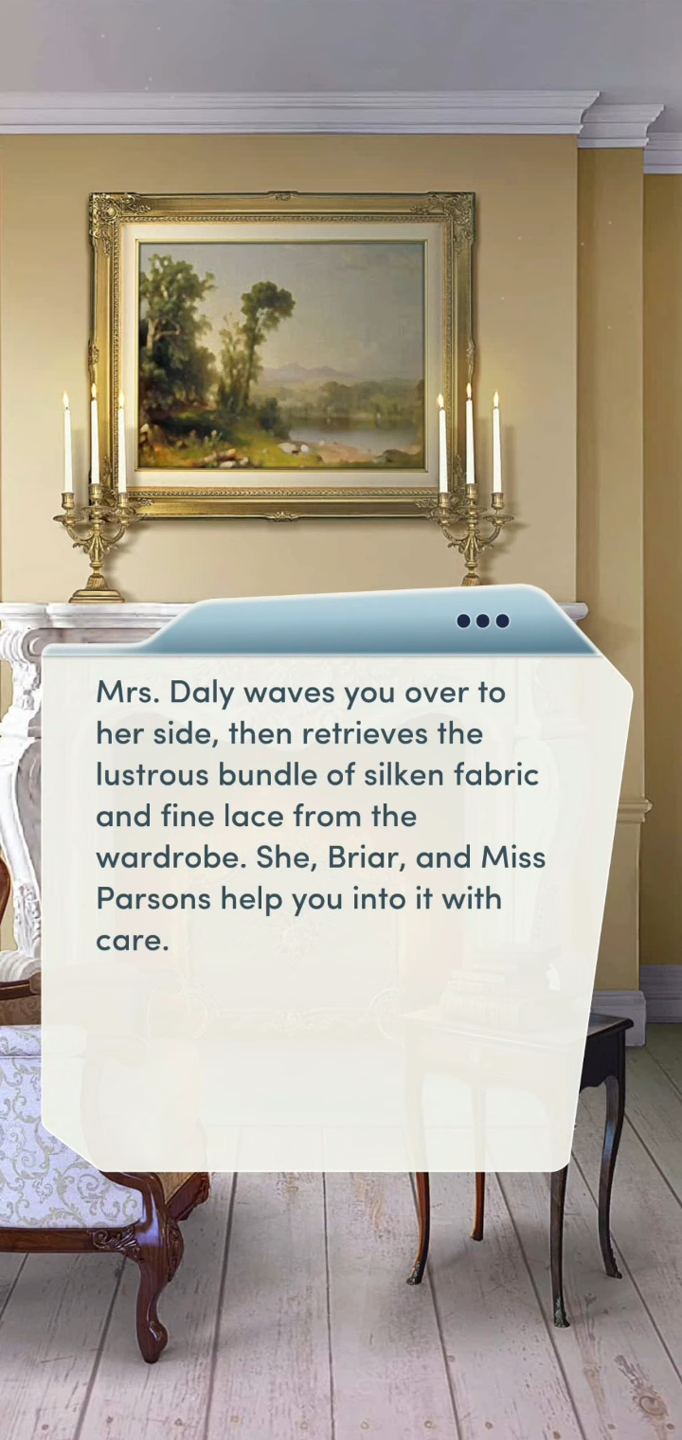 Mrs. Daly waves you over to
her side, then retrieves the
lustrous bundle of silken fabric
and fine lace from the
wardrobe. She, Briar, and Miss
Parsons help you into it with
care.